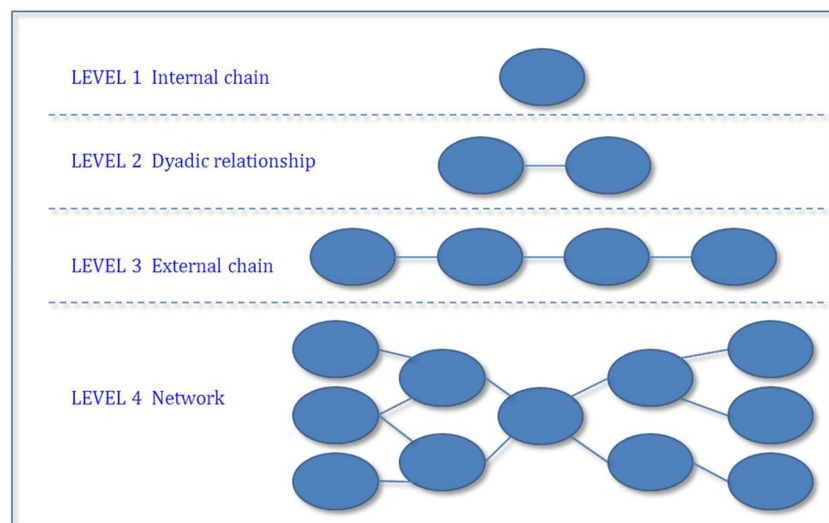 LEVEL 1 Internal chain
LEVEL 2 Dyadic relationship
LEVEL 3 External chain
LEVEL 4 Network